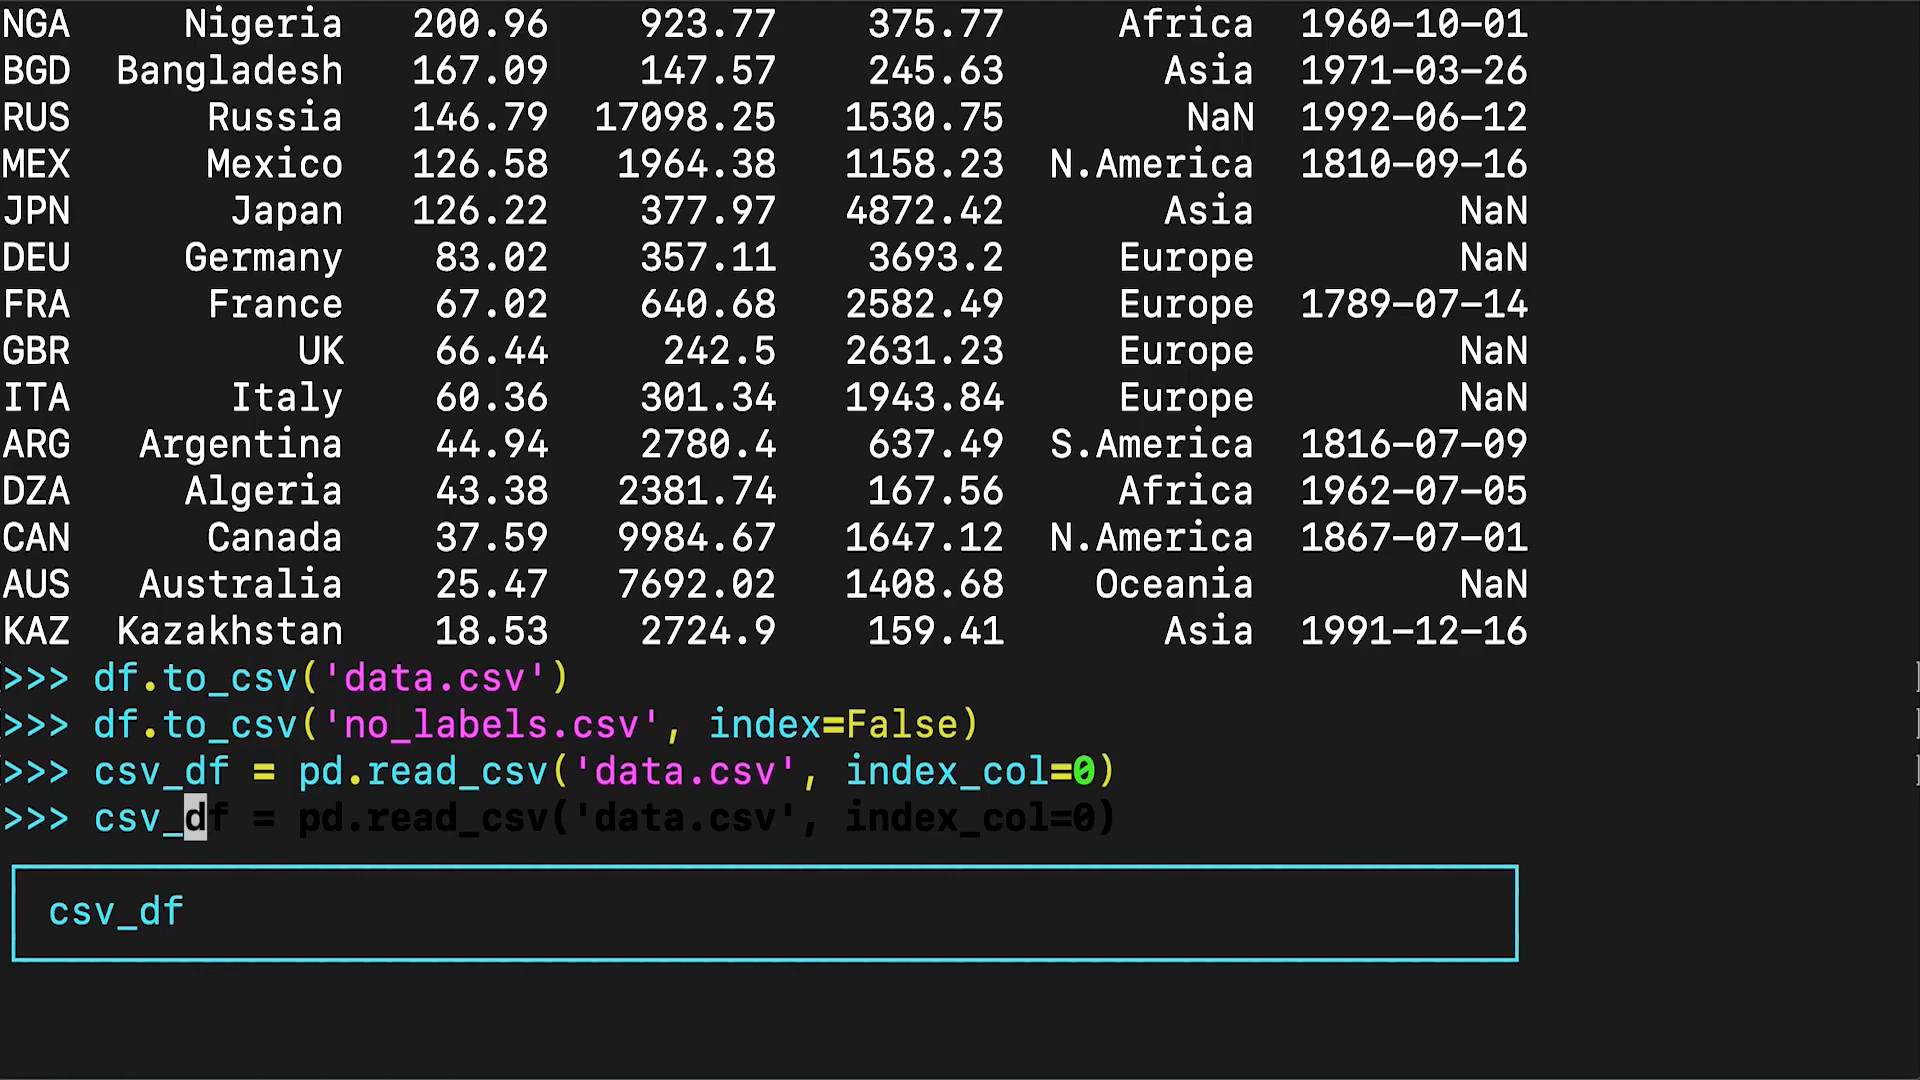 NGA Nigeria 200.96 923.77 375.77 Africa 1960-10-01
BGD Bangladesh 167.09 147.57 245.63 Asia 1971-03-26
RUS Russia 146.79 17098.25 1530.75 NaN 1992-06-12
MEX Mexico 126.58 1964.38 1158.23 N.America 1810-09-16
JPN Japan 126.22 377.97 4872.42 Asia NaN
DEU Germany 83.02 357.11 3693.2 Europe NaN
FRA France 67.02 640.68 2582.49 Europe 1789-07-14
GBR UK 66.44 242.5 2631.23 Europe NaN
ITA Italy 60.36 301.34 1943.84 Europe NaN
ARG Argentina 44.94 2780.4 637.49 S.America 1816-07-09
DZA Algeria 43.38 2381.74 167.56 Africa 1962-07-05
CAN Canada 37.59 9984.67 1647.12 N.America 1867-07-01
AUS Australia 25.47 7692.02 1408.68 Oceania NaN
KAZ Kazakhstan 18.53 2724.9 159.41 Asia 1991-12-16
>>> df.to_csv('data.csv')
>>> df.to_csv('no_labels.csv', index=False)
>>> csv_df = pd.read_csv('data.csv', index_col=0)
>>> csv_df = pd.read_csv('data.csv', index_col=0)
csv_df